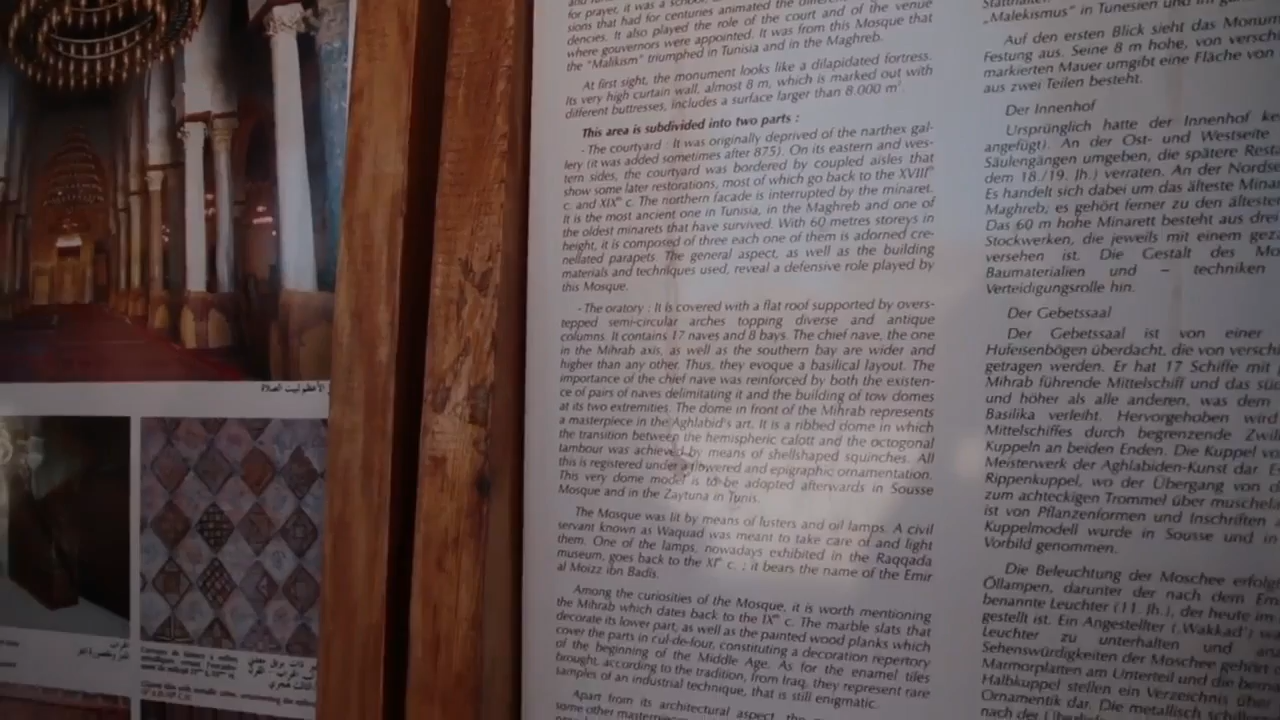 الأعظم لبيت الصلاة
for prayer, it was a school,
sions that had for centuries animated the
dencies. It also played the role of the court and of the venue
where governors were appointed. It was from this Mosque that
the "Malikism" triumphed in Tunisia and in the Maghreb.
At first sight, the monument looks like a dilapidated fortress.
Its very high curtain wall, almost 8 m, which is marked out with
different buttresses, includes a surface larger than 8.000 m².
This area is subdivided into two parts :
- The courtyard : It was originally deprived of the narthex gal-
lery (it was added sometimes after 875). On its eastern and wes-
tern sides, the courtyard was bordered by coupled aisles that
show some later restorations, most of which go back to the XVIIIth
c. and XIXth c. The northern facade is interrupted by the minaret.
It is the most ancient one in Tunisia, in the Maghreb and one of
the oldest minarets that have survived. With 60 metres storeys in
height, it is composed of three each one of them is adorned cre-
nellated parapets. The general aspect, as well as the building
materials and techniques used, reveal a defensive role played by
this Mosque.
- The oratory : It is covered with a flat roof supported by overs-
tepped semi-circular arches topping diverse and antique
columns. It contains 17 naves and 8 bays. The chief nave, the one
in the Mihrab axis, as well as the southern bay are wider and
higher than any other. Thus, they evoke a basilical layout. The
importance of the chief nave was reinforced by both the existen-
ce of pairs of naves delimitating it and the building of tow domes
at its two extremities. The dome in front of the Mihrab represents
a masterpiece in the Aghlabid's art. It is a ribbed dome in which
the transition between the hemispheric calott and the octogonal
tambour was achieved by means of shellshaped squinches. All
this is registered under a flowered and epigraphic ornamentation.
This very dome model is to be adopted afterwards in Sousse
Mosque and in the Zaytuna in Tunis.
The Mosque was lit by means of lusters and oil lamps. A civil
servant known as Waquad was meant to take care of and light
them. One of the lamps, nowadays exhibited in the Raqqada
museum, goes back to the XIth c. ; it bears the name of the Emir
al Moizz ibn Badis.
Among the curiosities of the Mosque, it is worth mentioning
the Mihrab which dates back to the IXth c. The marble slats that
decorate its lower part, as well as the painted wood planks which
cover the parts in cul-de-four, constituting a decoration repertory
of the beginning of the Middle Age. As for the enamel tiles
brought, according to the tradition, from Iraq, they represent rare
samples of an industrial technique, that is still enigmatic.
Apart from its architectural aspect, the
some other
„Malekismus" in Tunesien und im
Auf den ersten Blick sieht das Monum
Festung aus. Seine 8 m hohe, von versch
markierten Mauer umgibt eine Fläche von
aus zwei Teilen besteht.
Der Innenhof
Ursprünglich hatte der Innenhof ke
angefügt). An der Ost- und Westseite
Säulengängen umgeben, die spätere Resta
dem 18./19. Jh.) verraten. An der Nordse
Es handelt sich dabei um das älteste Mina
Maghreb; es gehört ferner zu den ältesten
Das 60 m hohe Minarett besteht aus drei
Stockwerken, die jeweils mit einem geza
versehen ist. Die Gestalt des Mo
Baumaterialien und – techniken
Verteidigungsrolle hin.
Der Gebetssaal
Der Gebetssaal ist von einer
Hufeisenbögen überdacht, die von versch
getragen werden. Er hat 17 Schiffe mit
Mihrab führende Mittelschiff und das süd
und höher als alle anderen, was dem
Basilika verleiht. Hervorgehoben wird
Mittelschiffes durch begrenzende Zwil
Kuppeln an beiden Enden. Die Kuppel vo
Meisterwerk der Aghlabiden-Kunst dar. E
Rippenkuppel, wo der Übergang von d
zum achteckigen Trommel über muschel
ist von Pflanzenformen und Inschriften
Kuppelmodell wurde in Sousse und in
Vorbild genommen.
Die Beleuchtung der Moschee erfolg
Öllampen, darunter der nach dem Em
benannte Leuchter (11. Jh.), der heute im
gestellt ist. Ein Angestellter („Wakkad") w
Leuchter zu unterhalten und an
Sehenswürdigkeiten der Moschee gehört
Marmorplatten am Unterteil und die bema
Halbkuppel stellen ein Verzeichnis über
Ornamentik dar. Die metallisch